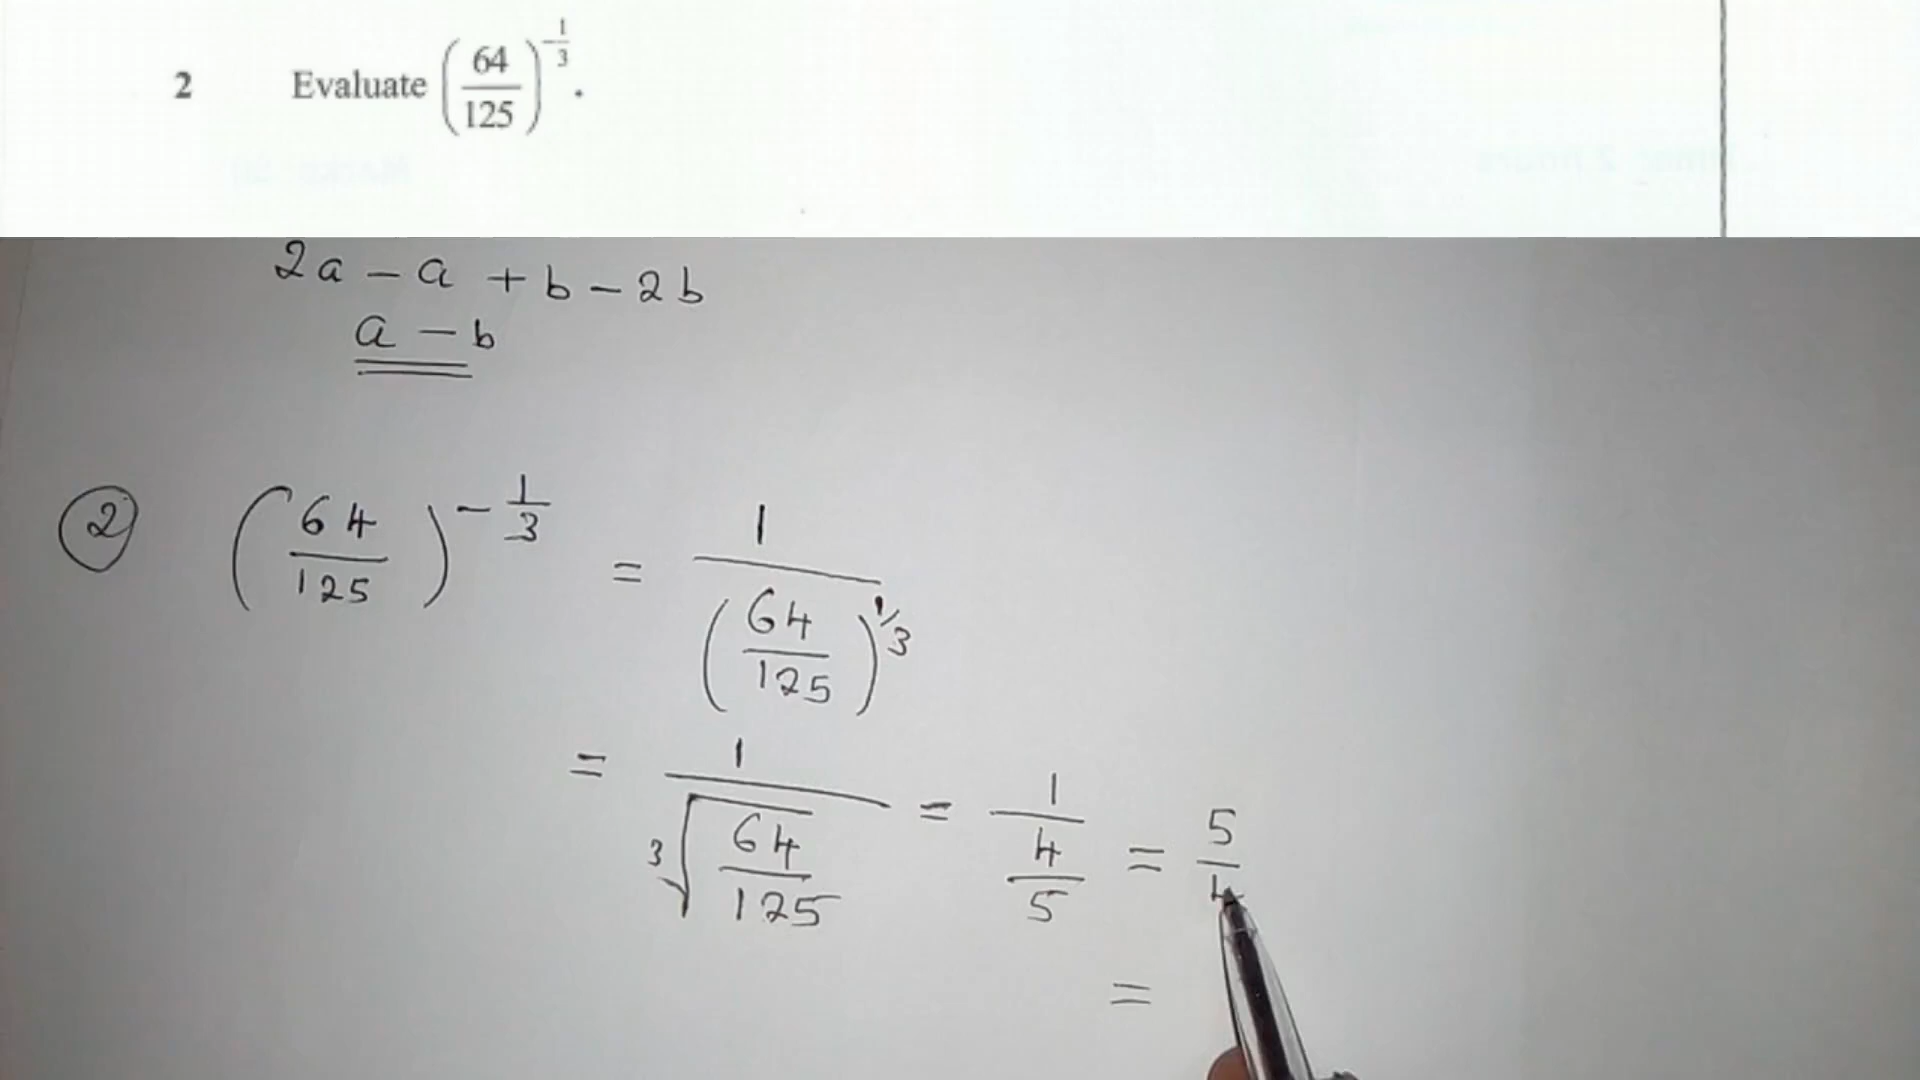 2 Evaluate (64/125)^-1/3.
2a - a + b - 2b
a - b
2 (64/125)^-1/3 = 1/(64/125)^1/3
= 1/∛(64/125) = 1/(4/5) = 5/4
=